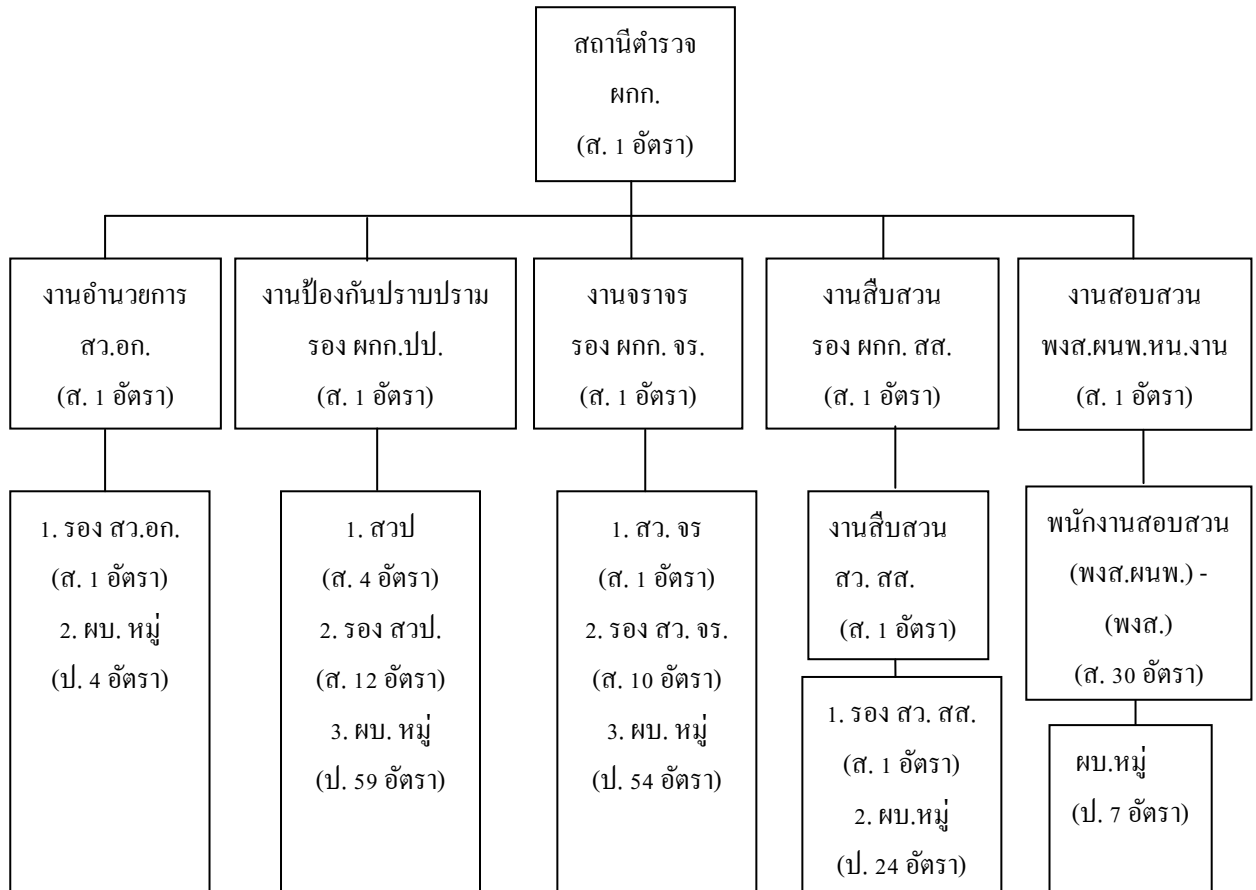 สถานีตำรวจ
ผกก.
(ส. 1 อัตรา)
งานอำนวยการ
สว.อก.
(ส. 1 อัตรา)
งานป้องกันปราบปราม
รอง ผกก.ปป.
(ส. 1 อัตรา)
งานจราจร
รอง ผกก. จร.
(ส. 1 อัตรา)
งานสืบสวน
รอง ผกก. สส.
(ส. 1 อัตรา)
งานสอบสวน
พงส.ผนพ.หน.งาน
(ส. 1 อัตรา)
1. รอง สว.อก.
(ส. 1 อัตรา)
2. ผบ. หมู่
(ป. 4 อัตรา)
1. สวป
(ส. 4 อัตรา)
2. รอง สวป.
(ส. 12 อัตรา)
3. ผบ. หมู่
(ป. 59 อัตรา)
1. สว. จร
(ส. 1 อัตรา)
2. รอง สว. จร.
(ส. 10 อัตรา)
3. ผบ. หมู่
(ป. 54 อัตรา)
งานสืบสวน
สว. สส.
(ส. 1 อัตรา)
1. รอง สว. สส.
(ส. 1 อัตรา)
2. ผบ.หมู่
(ป. 24 อัตรา)
พนักงานสอบสวน
(พงส.ผนพ.) -
(พงส.)
(ส. 30 อัตรา)
ผบ.หมู่
(ป. 7 อัตรา)